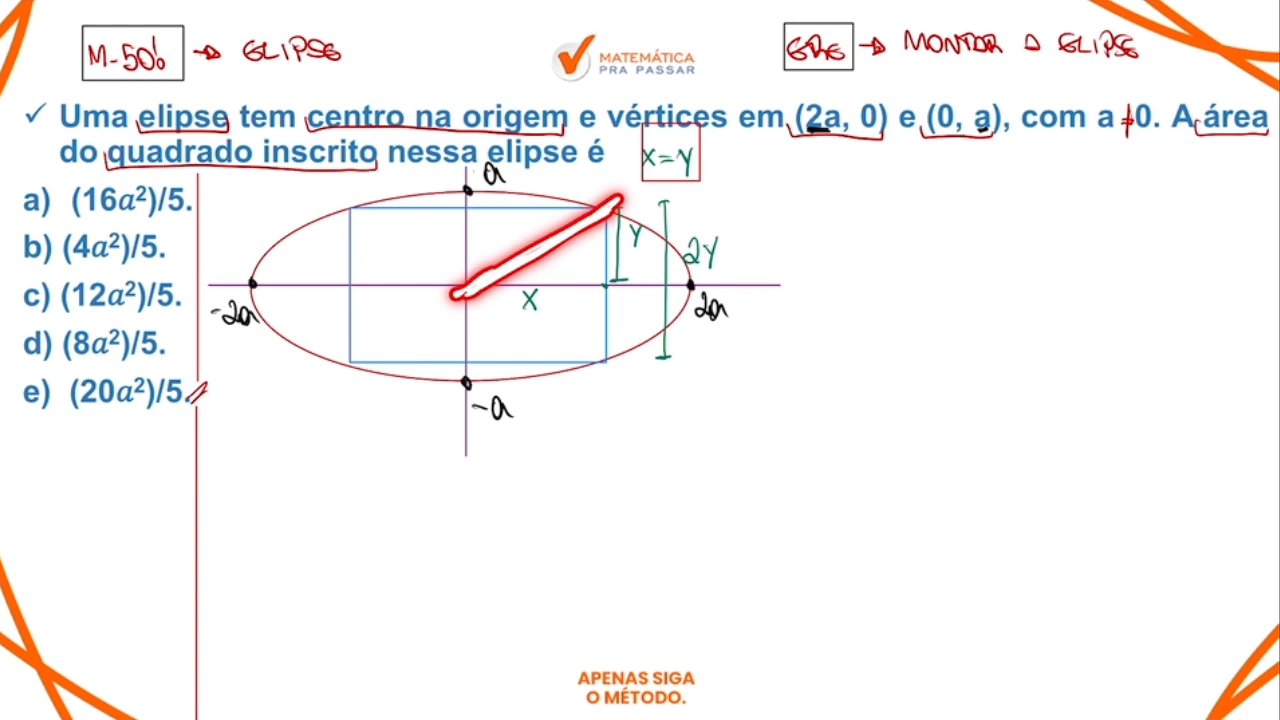 M-50! → ELIPSE
MATEMÁTICA
PRA PASSAR
→ MONTAR A ELIPSE
✓ Uma elipse tem centro na origem e vértices em (2a, 0) e (0, a), com a ≠ 0. A área
do quadrado inscrito nessa elipse é
x=y
a) (16a²)/5.
b) (4a²)/5.
c) (12a²)/5.
d) (8a²)/5.
e) (20a²)/5.
a
y
2y
x
-2a
2a
-a
APENAS SIGA
O MÉTODO.